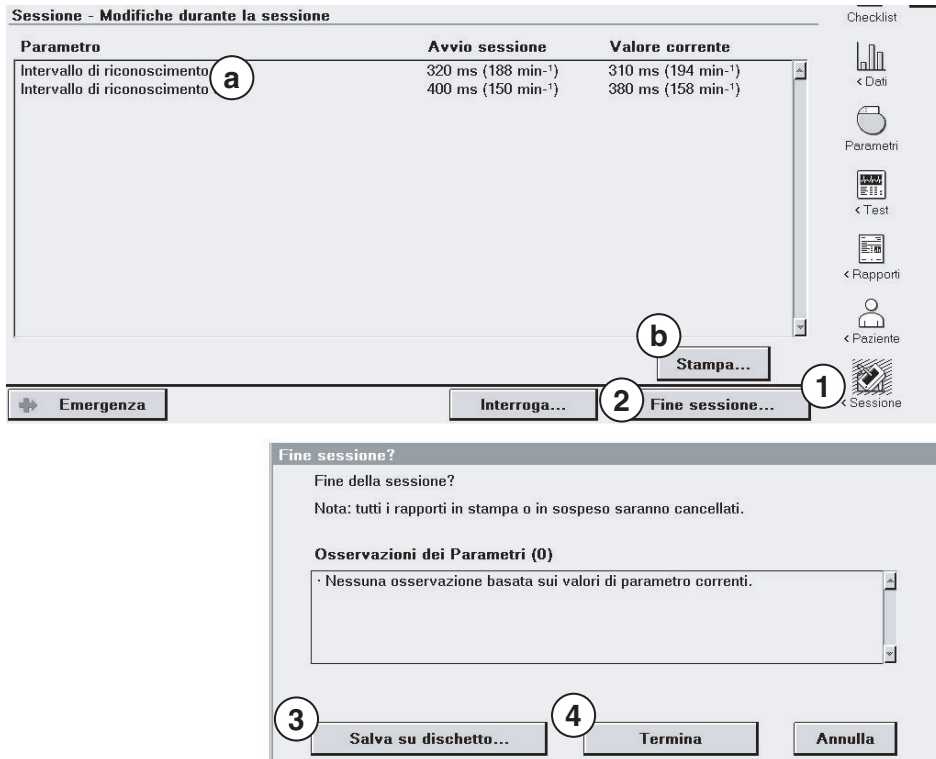 Sessione - Modifiche durante la sessione
Checklist
Parametro Avvio sessione Valore corrente
Intervallo di riconoscimento 320 ms (188 min-¹) 310 ms (194 min-¹)
Intervallo di riconoscimento 400 ms (150 min-¹) 380 ms (158 min-¹)
a
< Dati
Parametri
< Test
< Rapporti
< Paziente
b
Stampa...
1
< Sessione
Emergenza Interroga... 2 Fine sessione...
Fine sessione?
Fine della sessione?
Nota: tutti i rapporti in stampa o in sospeso saranno cancellati.
Osservazioni dei Parametri (0)
· Nessuna osservazione basata sui valori di parametro correnti.
3 Salva su dischetto... 4 Termina Annulla